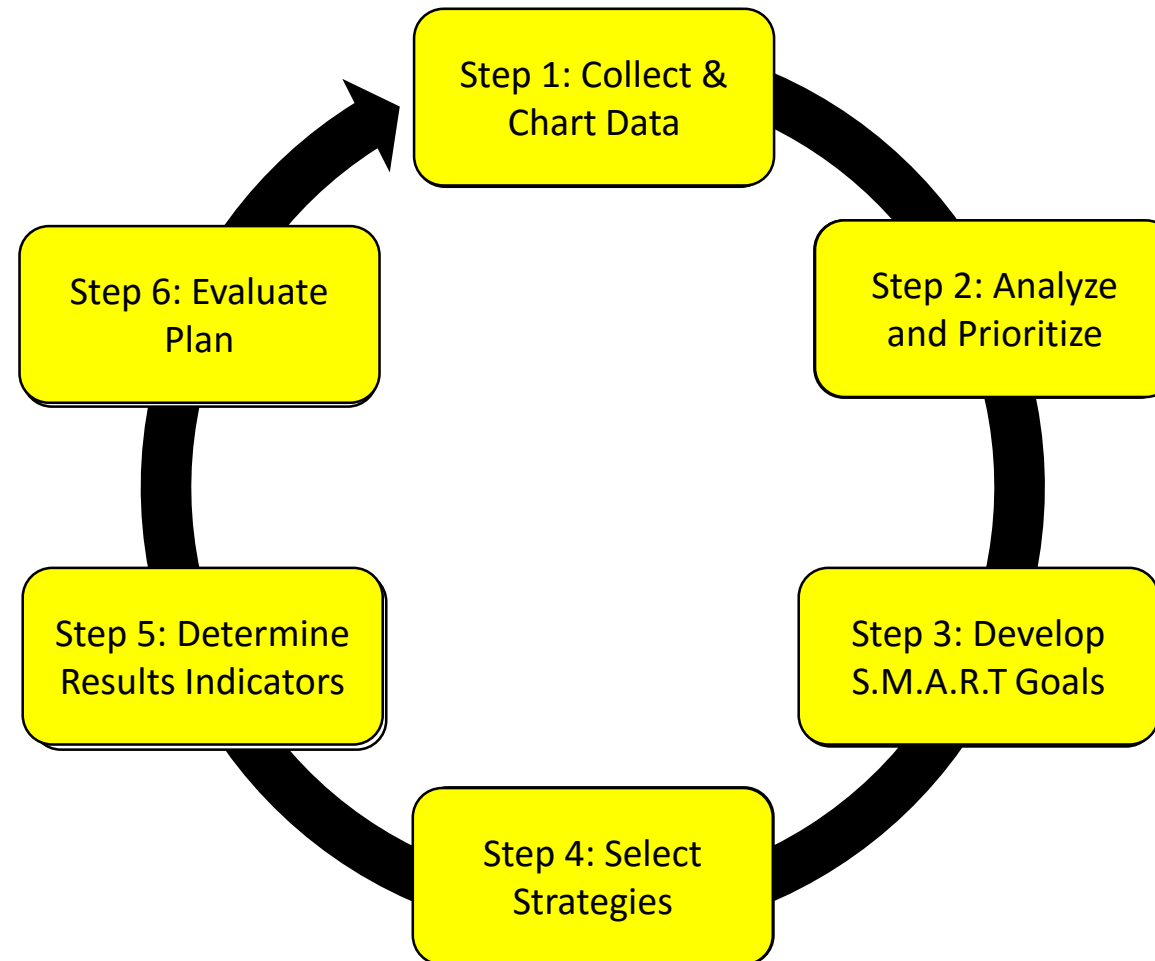 Step 1: Collect &
Chart Data
Step 2: Analyze
and Prioritize
Step 3: Develop
S.M.A.R.T Goals
Step 4: Select
Strategies
Step 5: Determine
Results Indicators
Step 6: Evaluate
Plan